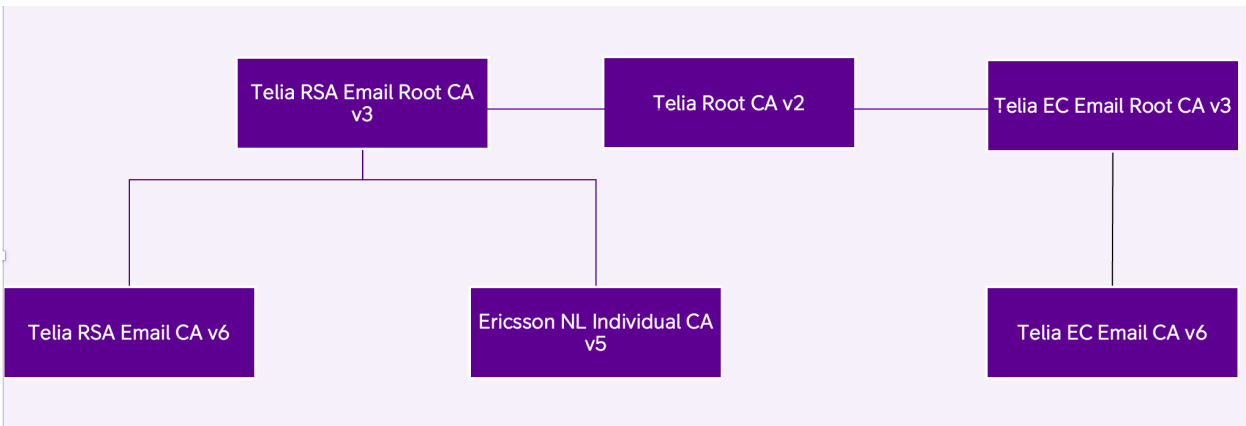 Telia RSA Email Root CA
v3
Telia Root CA v2
Telia EC Email Root CA v3
Telia RSA Email CA v6
Ericsson NL Individual CA
v5
Telia EC Email CA v6